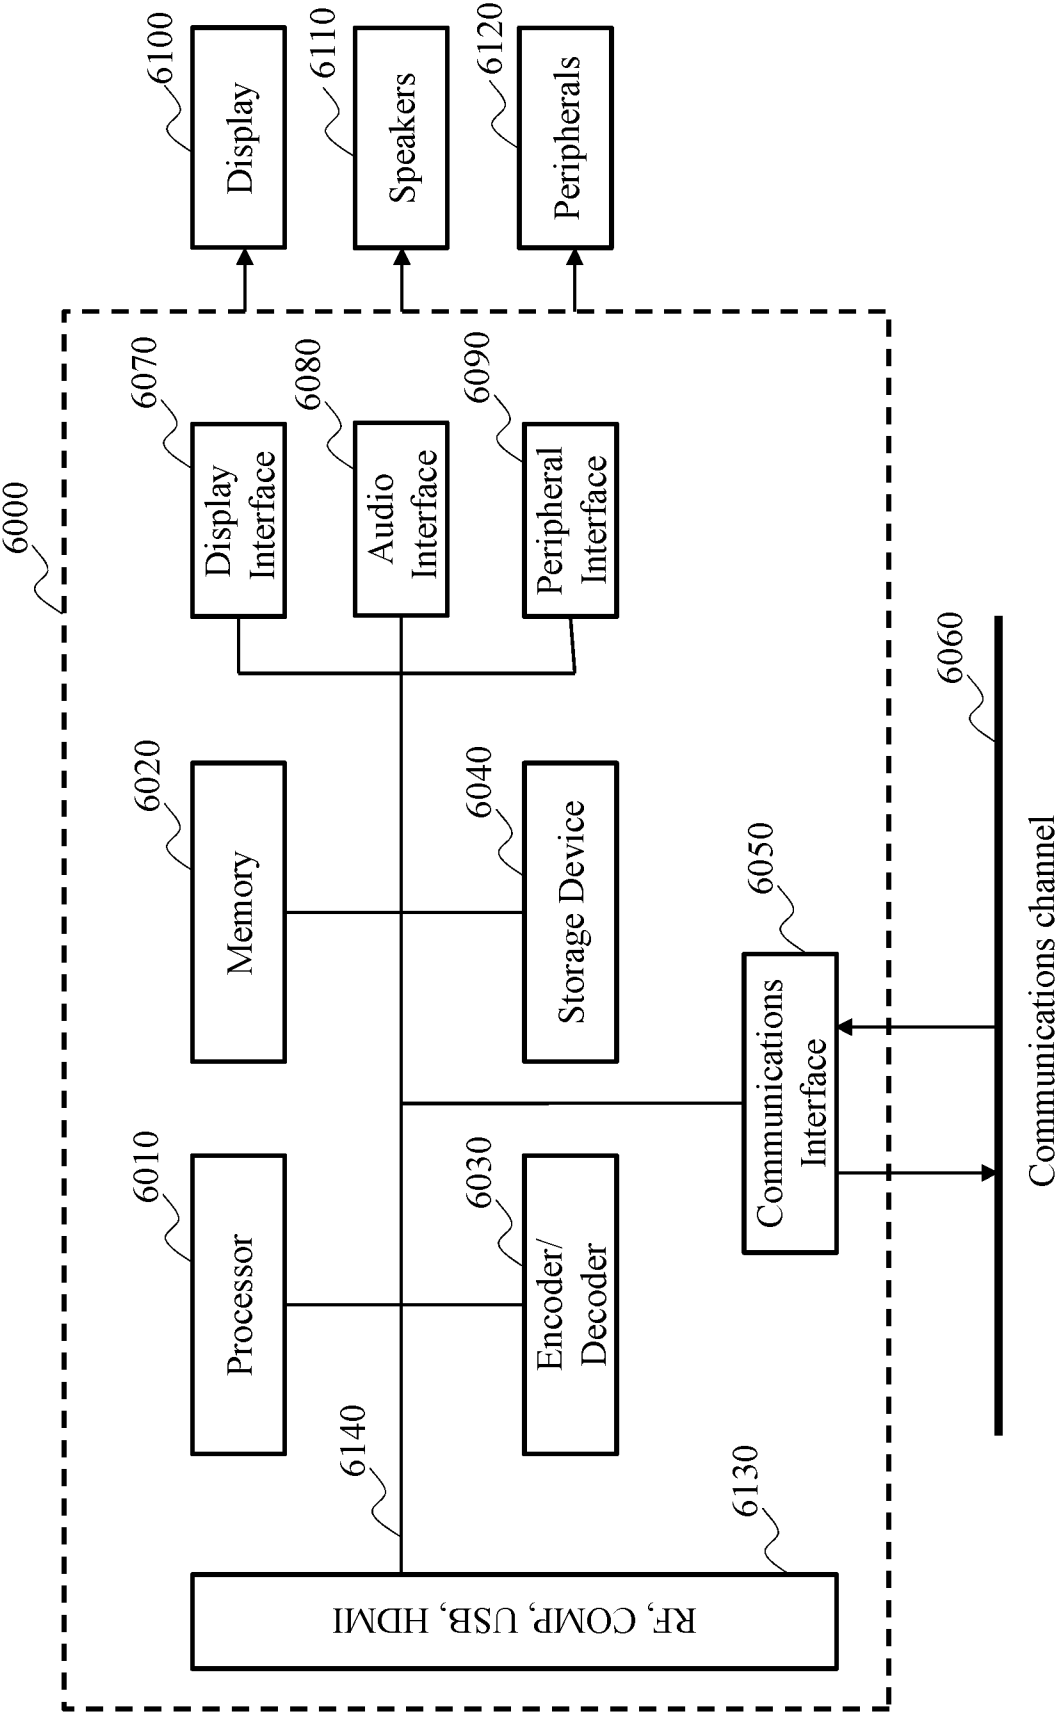 6000
RF, COMP, USB, HDMI
6130
6140
Processor
6010
Memory
6020
Display
Interface
6070
Display
6100
Audio
Interface
6080
Speakers
6110
Encoder/
Decoder
6030
Storage Device
6040
Peripheral
Interface
6090
Peripherals
6120
Communications
Interface
6050
6060
Communications channel